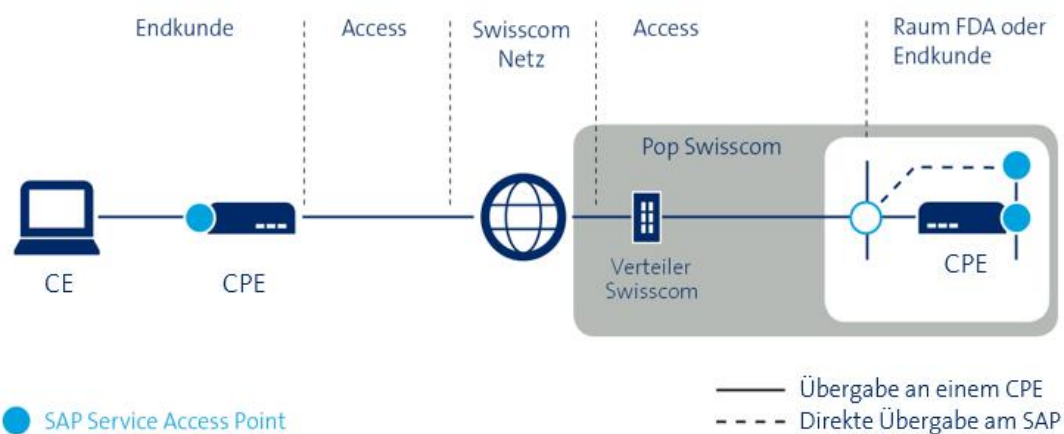 Endkunde
Access
Swisscom
Netz
Access
Raum FDA oder
Endkunde
Pop Swisscom
CE
CPE
Verteiler
Swisscom
CPE
SAP Service Access Point
Übergabe an einem CPE
Direkte Übergabe am SAP